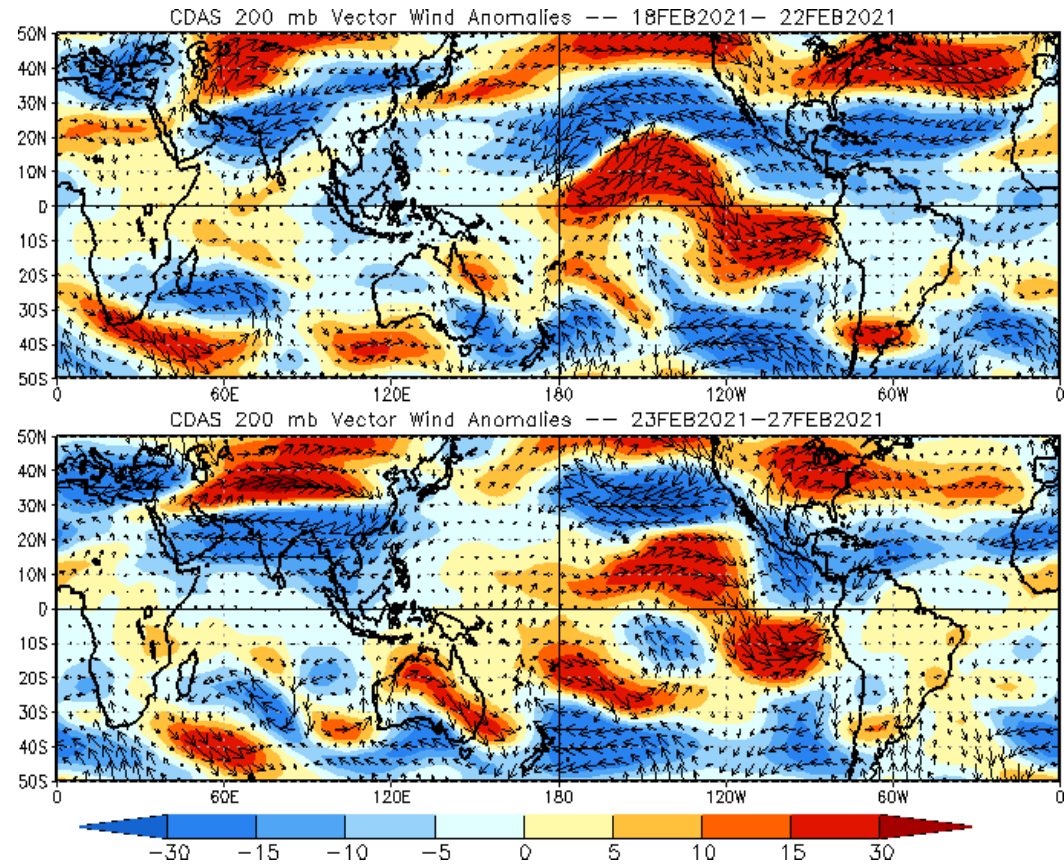 CDAS 200 mb Vector Wind Anomalies -- 18FEB2021- 22FEB2021
50N
40N
30N
20N
10N
0
10S
20S
30S
40S
50S
0 60E 120E 180 120W 60W 0
CDAS 200 mb Vector Wind Anomalies -- 23FEB2021-27FEB2021
50N
40N
30N
20N
10N
0
10S
20S
30S
40S
50S
0 60E 120E 180 120W 60W 0
-30 -15 -10 -5 0 5 10 15 30